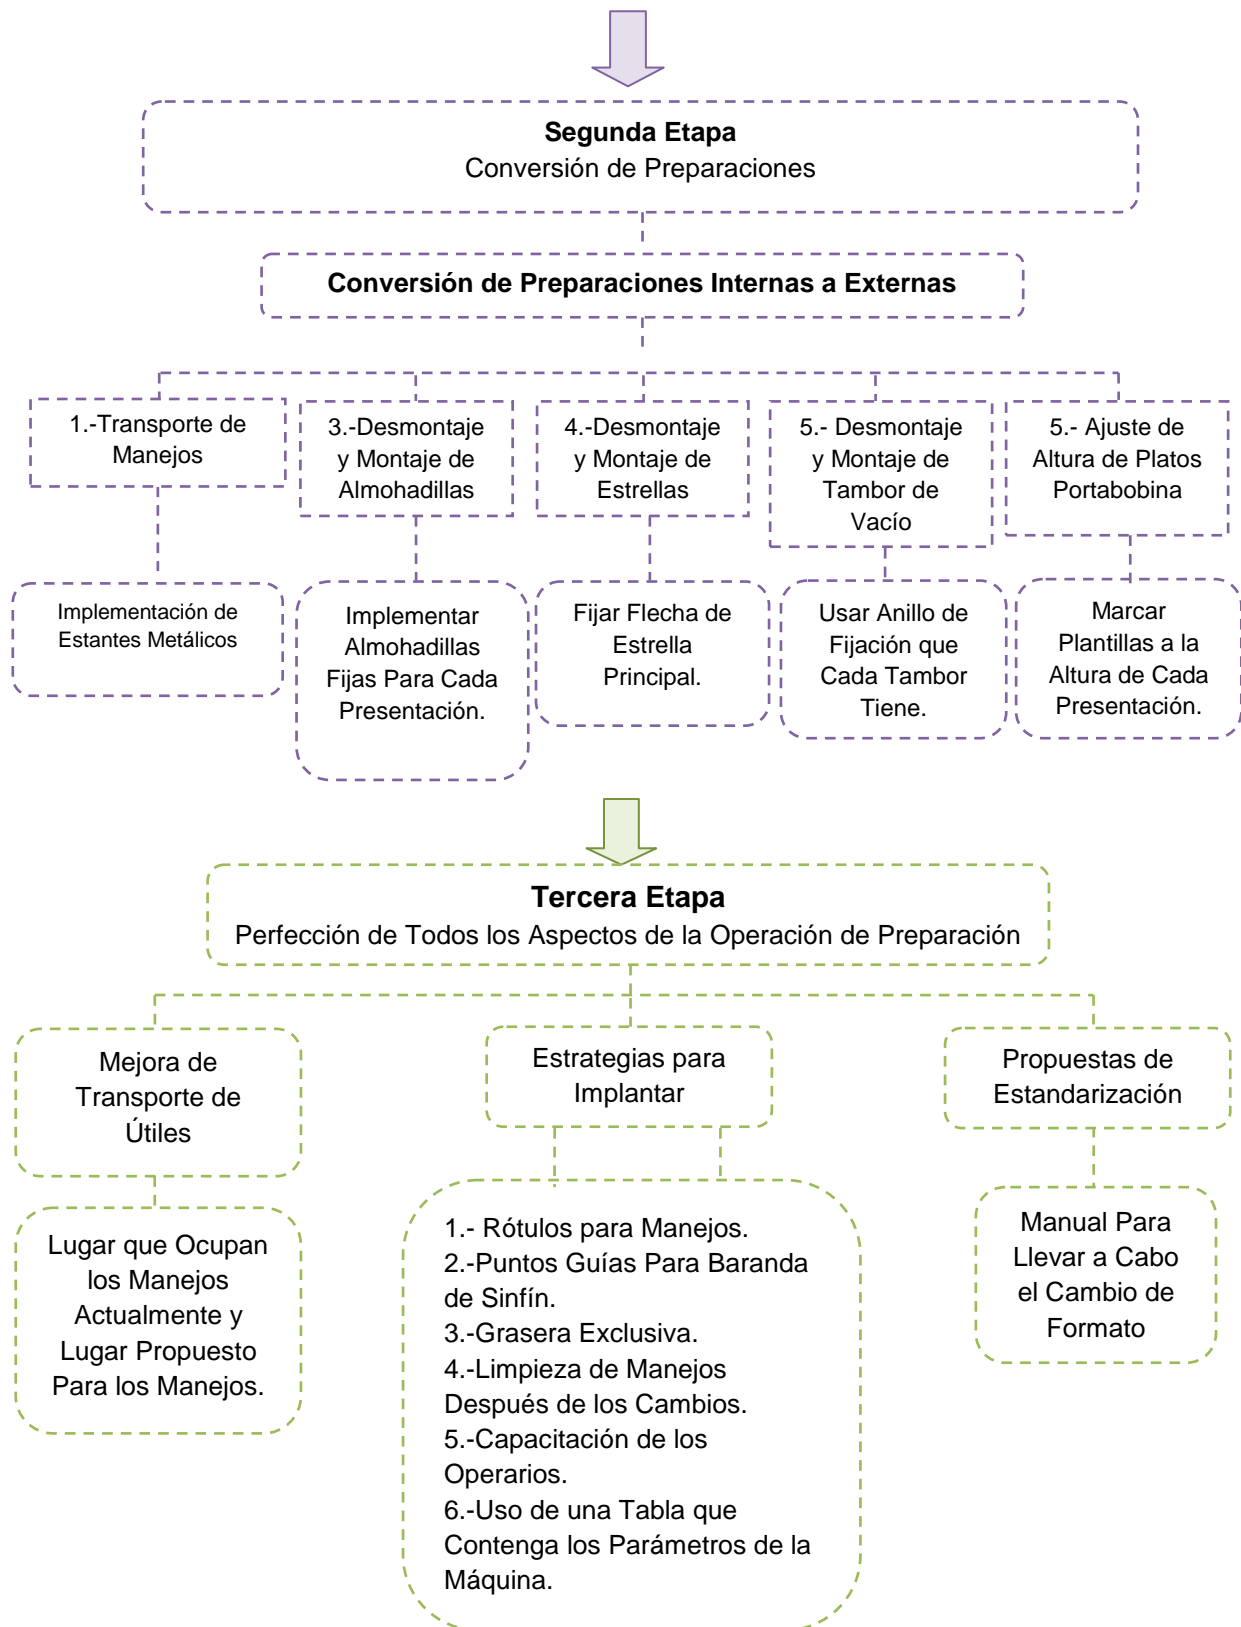 Segunda Etapa
Conversión de Preparaciones
Conversión de Preparaciones Internas a Externas
1.-Transporte de
Manejos
3.-Desmontaje
y Montaje de
Almohadillas
4.-Desmontaje
y Montaje de
Estrellas
5.- Desmontaje
y Montaje de
Tambor de
Vacío
5.- Ajuste de
Altura de Platos
Portabobina
Implementación de
Estantes Metálicos
Implementar
Almohadillas
Fijas Para Cada
Presentación.
Fijar Flecha de
Estrella
Principal.
Usar Anillo de
Fijación que
Cada Tambor
Tiene.
Marcar
Plantillas a la
Altura de Cada
Presentación.
Tercera Etapa
Perfección de Todos los Aspectos de la Operación de Preparación
Mejora de
Transporte de
Útiles
Estrategias para
Implantar
Propuestas de
Estandarización
Lugar que Ocupan
los Manejos
Actualmente y
Lugar Propuesto
Para los Manejos.
1.- Rótulos para Manejos.
2.-Puntos Guías Para Baranda
de Sinfín.
3.-Grasera Exclusiva.
4.-Limpieza de Manejos
Después de los Cambios.
5.-Capacitación de los
Operarios.
6.-Uso de una Tabla que
Contenga los Parámetros de la
Máquina.
Manual Para
Llevar a Cabo
el Cambio de
Formato